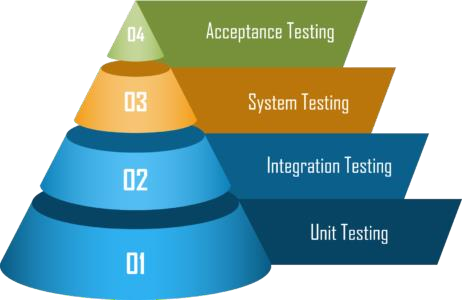 04 Acceptance Testing
03 System Testing
02 Integration Testing
01 Unit Testing